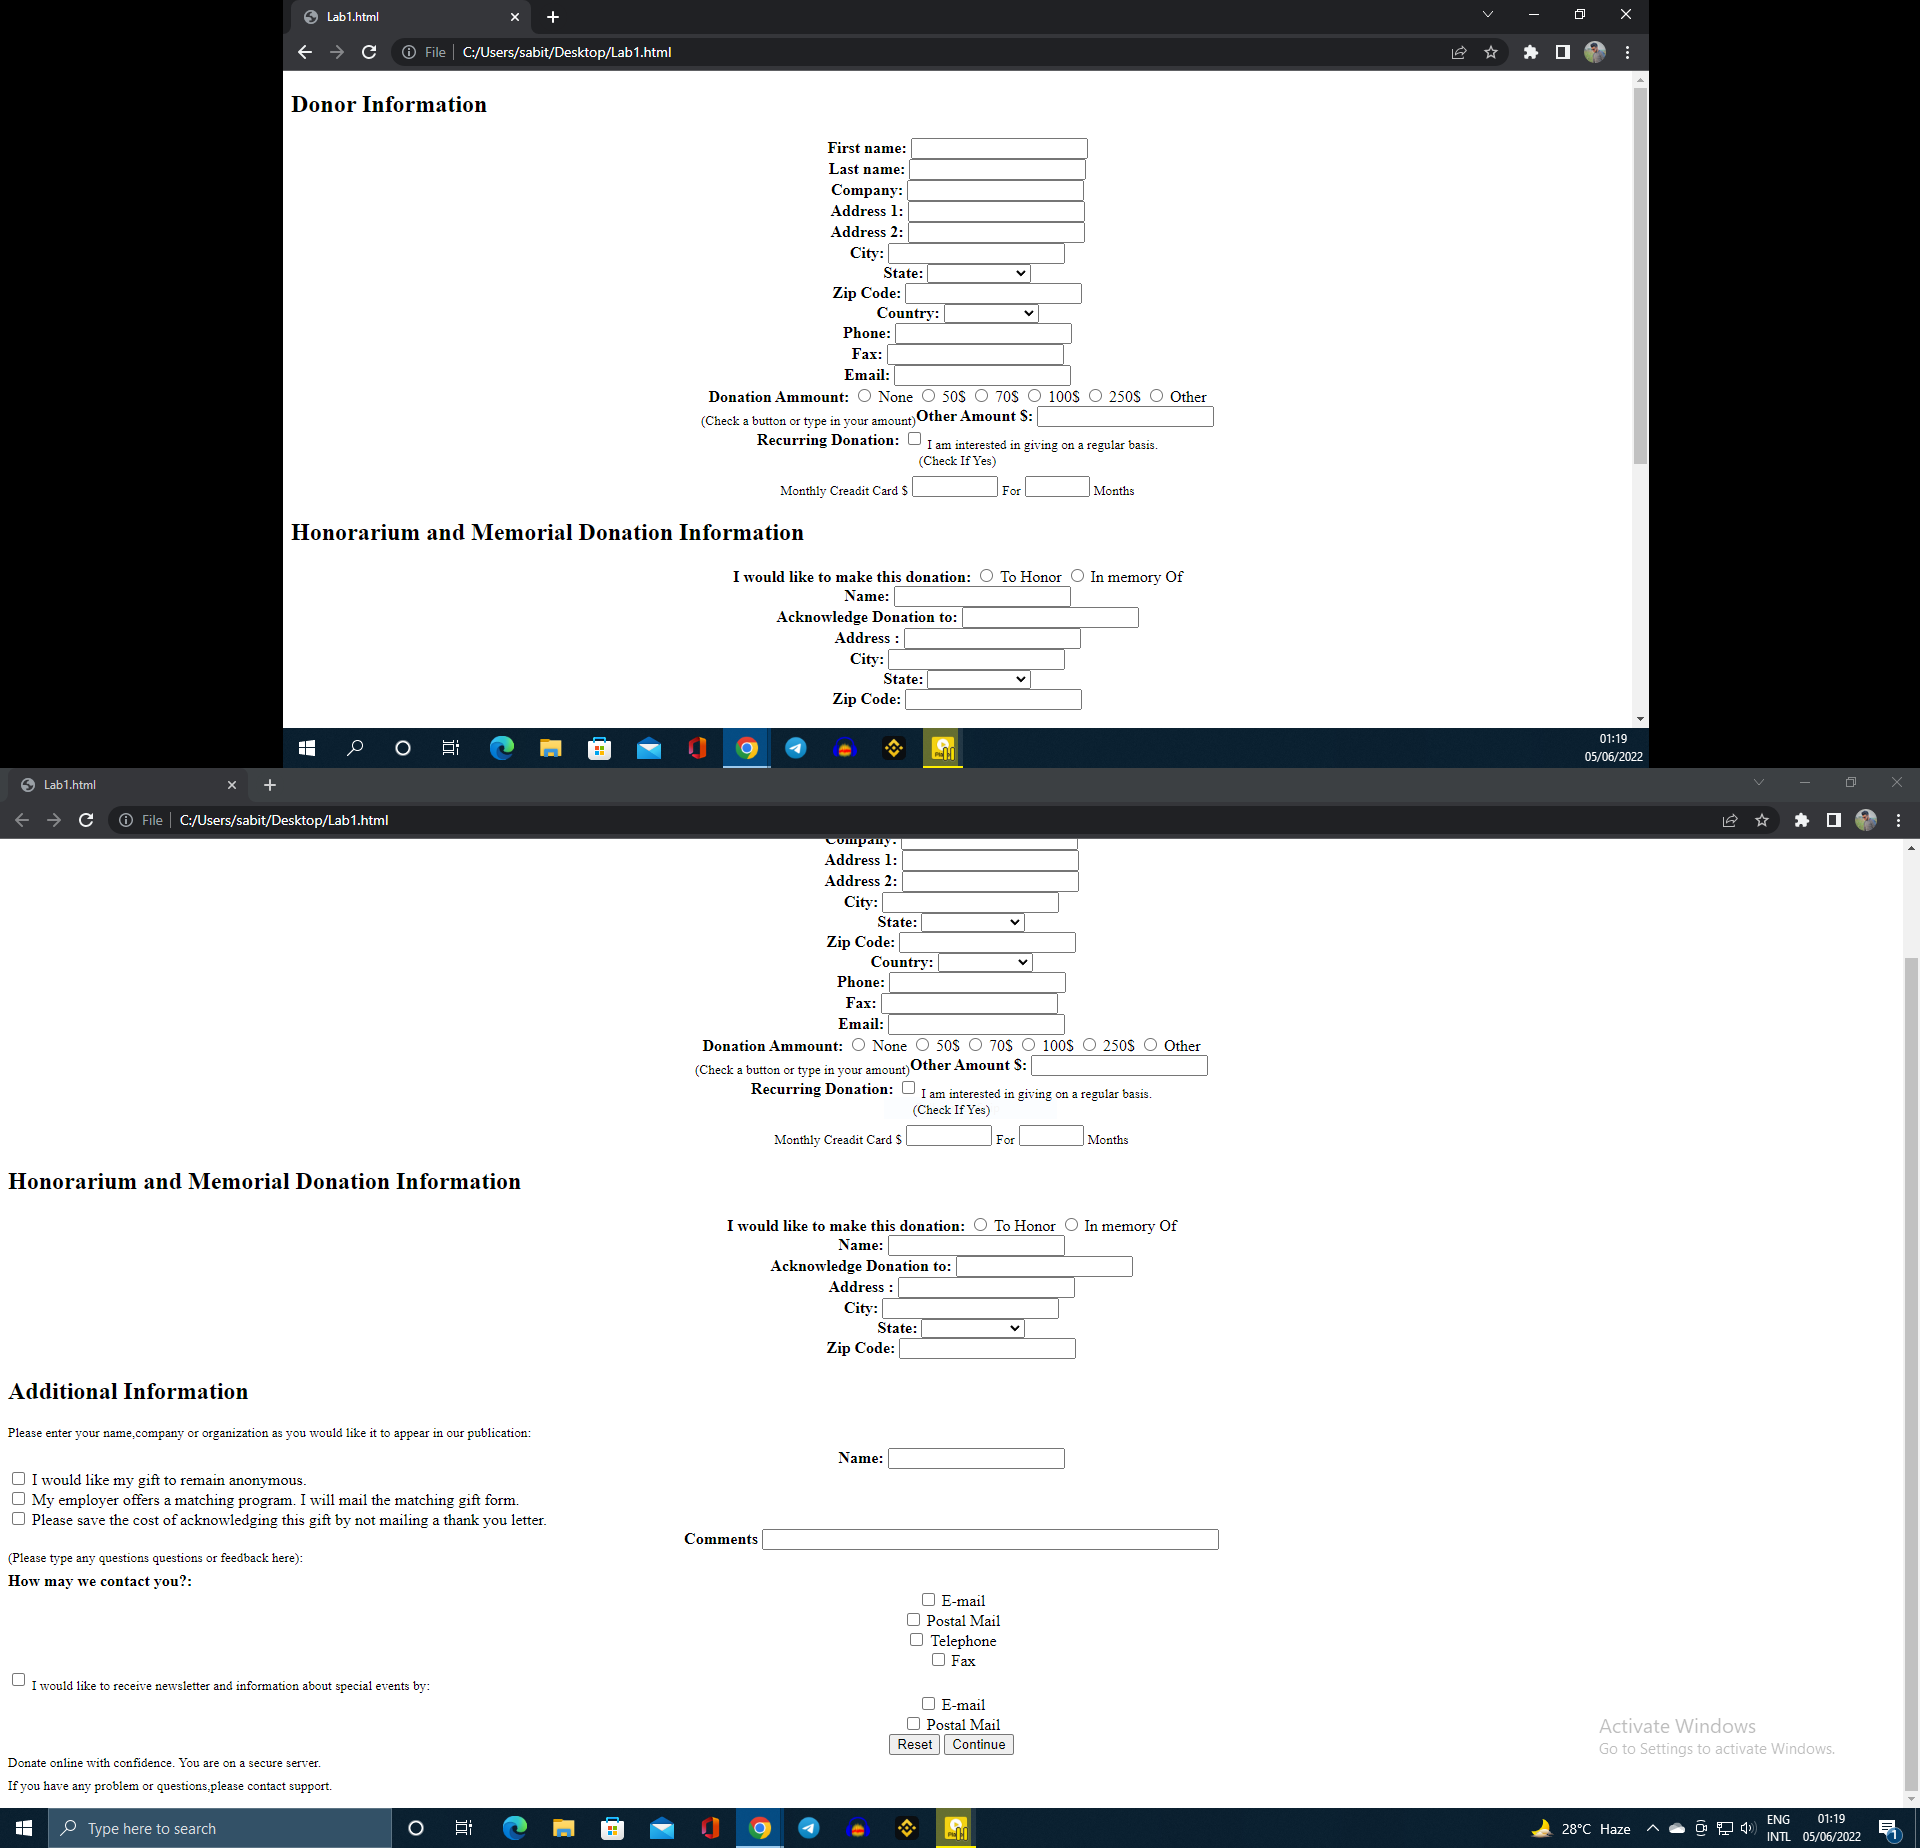 Lab1.html
File C:/Users/sabit/Desktop/Lab1.html
Donor Information
First name:
Last name:
Company:
Address 1:
Address 2:
City:
State:
Zip Code:
Country:
Phone:
Fax:
Email:
Donation Ammount: None 50$ 70$ 100$ 250$ Other
(Check a button or type in your amount) Other Amount $:
Recurring Donation: I am interested in giving on a regular basis.
(Check If Yes)
Monthly Creadit Card $ For Months
Honorarium and Memorial Donation Information
I would like to make this donation: To Honor In memory Of
Name:
Acknowledge Donation to:
Address :
City:
State:
Zip Code:
01:19
05/06/2022
Lab1.html
File C:/Users/sabit/Desktop/Lab1.html
Company:
Address 1:
Address 2:
City:
State:
Zip Code:
Country:
Phone:
Fax:
Email:
Donation Ammount: None 50$ 70$ 100$ 250$ Other
(Check a button or type in your amount) Other Amount $:
Recurring Donation: I am interested in giving on a regular basis.
(Check If Yes)
Monthly Creadit Card $ For Months
Honorarium and Memorial Donation Information
I would like to make this donation: To Honor In memory Of
Name:
Acknowledge Donation to:
Address :
City:
State:
Zip Code:
Additional Information
Please enter your name,company or organization as you would like it to appear in our publication:
Name:
I would like my gift to remain anonymous.
My employer offers a matching program. I will mail the matching gift form.
Please save the cost of acknowledging this gift by not mailing a thank you letter.
Comments
(Please type any questions questions or feedback here):
How may we contact you?:
E-mail
Postal Mail
Telephone
Fax
I would like to receive newsletter and information about special events by:
E-mail
Postal Mail
Reset Continue
Activate Windows
Go to Settings to activate Windows.
Donate online with confidence. You are on a secure server.
If you have any problem or questions,please contact support.
Type here to search
28°C Haze
ENG
INTL
01:19
05/06/2022
1